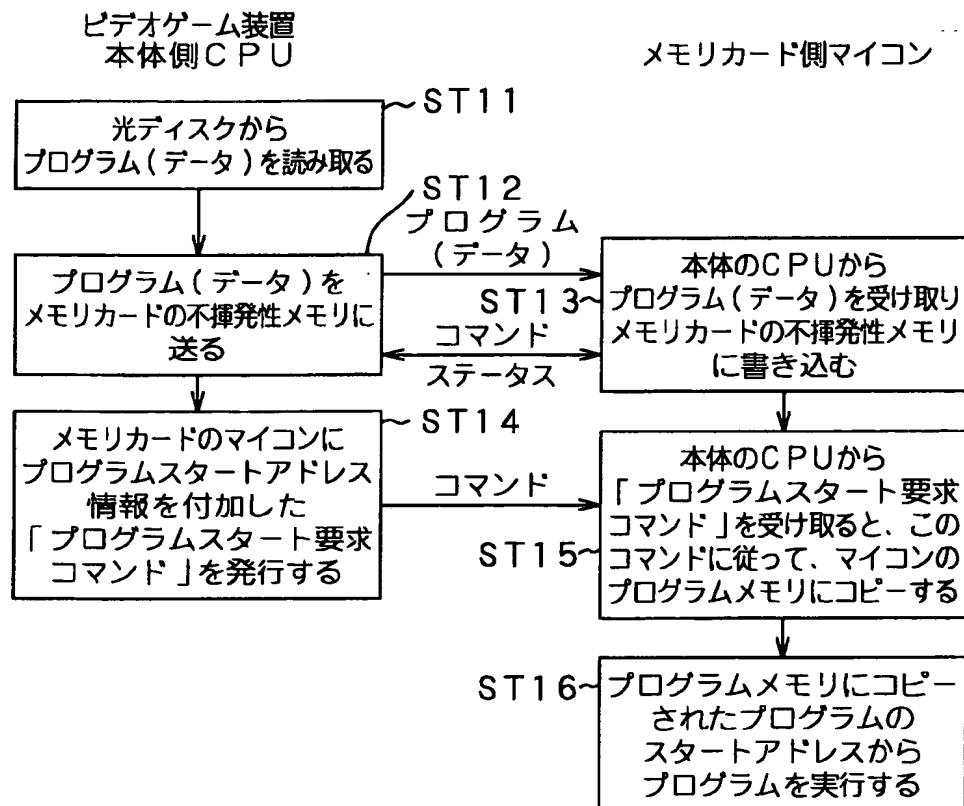 ビデオゲーム装置
本体側CPU
メモリカード側マイコン
ST11
光ディスクから
プログラム(データ)を読み取る
ST12
プログラム
(データ)
プログラム(データ)を
メモリカードの不揮発性メモリに
送る
本体のCPUから
ST13
プログラム(データ)を受け取り
メモリカードの不揮発性メモリ
に書き込む
コマンド
ステータス
ST14
メモリカードのマイコンに
プログラムスタートアドレス
情報を付加した
「プログラムスタート要求
コマンド」を発行する
コマンド
本体のCPUから
「プログラムスタート要求
コマンド」を受け取ると、この
ST15
コマンドに従って、マイコンの
プログラムメモリにコピーする
ST16
プログラムメモリにコピー
されたプログラムの
スタートアドレスから
プログラムを実行する